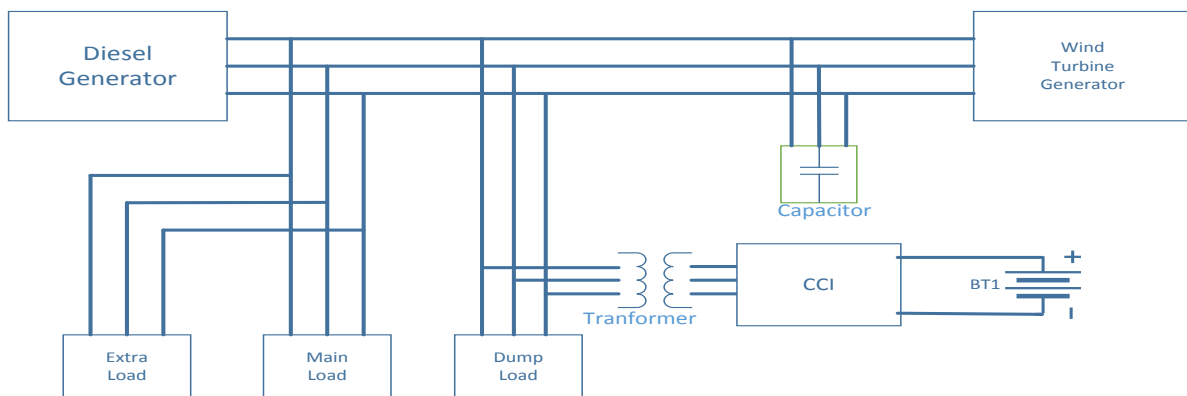 Diesel
Generator
Wind
Turbine
Generator
Capacitor
Tranformer
CCI
BT1
+
-
Extra
Load
Main
Load
Dump
Load